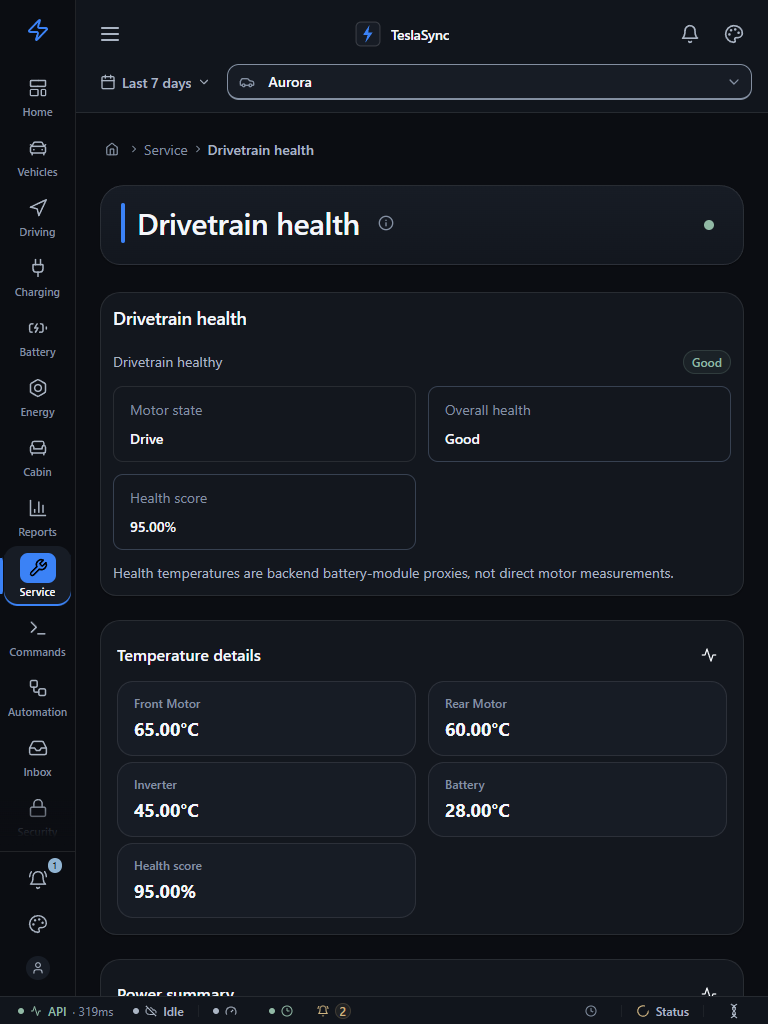 TeslaSync
Last 7 days
Aurora
Home
Vehicles
Driving
Charging
Battery
Energy
Cabin
Reports
Service
Commands
Automation
Inbox
Security
1
Service
Drivetrain health
Drivetrain health
Drivetrain health
Drivetrain healthy
Good
Motor state
Drive
Overall health
Good
Health score
95.00%
Health temperatures are backend battery-module proxies, not direct motor measurements.
Temperature details
Front Motor
65.00°C
Rear Motor
60.00°C
Inverter
45.00°C
Battery
28.00°C
Health score
95.00%
Power summary
API · 319ms
Idle
2
Status